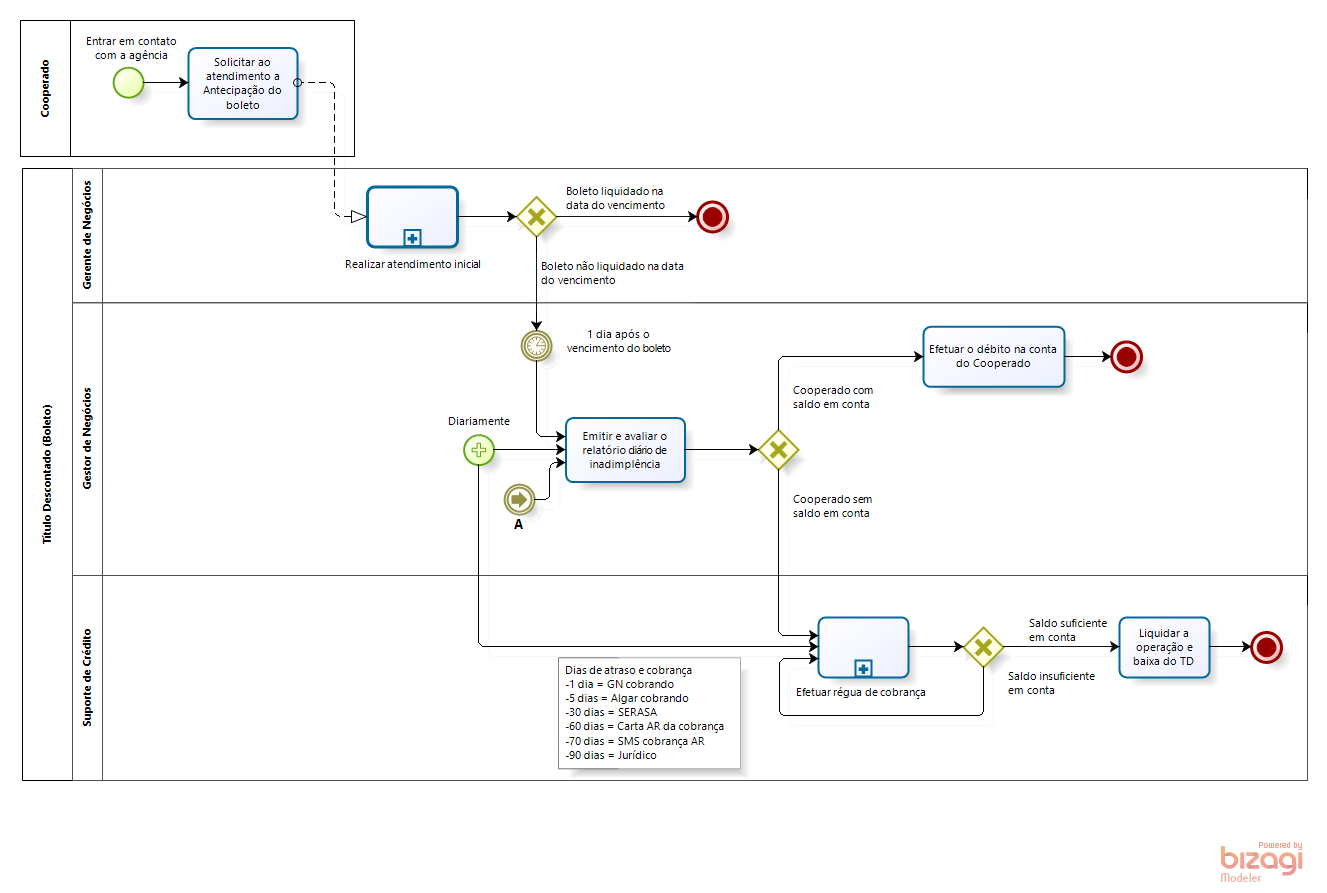 Cooperado
Entrar em contato
com a agência
Solicitar ao
atendimento a
Antecipação do
boleto
Título Descontado (Boleto)
Gerente de Negócios
Realizar atendimento inicial
Boleto liquidado na
data do vencimento
Boleto não liquidado na data
do vencimento
Gestor de Negócios
1 dia após o
vencimento do boleto
Diariamente
A
Emitir e avaliar o
relatório diário de
inadimplência
Cooperado com
saldo em conta
Efetuar o débito na conta
do Cooperado
Cooperado sem
saldo em conta
Suporte de Crédito
Dias de atraso e cobrança
-1 dia = GN cobrando
-5 dias = Algar cobrando
-30 dias = SERASA
-60 dias = Carta AR da cobrança
-70 dias = SMS cobrança AR
-90 dias = Jurídico
Efetuar régua de cobrança
Saldo suficiente
em conta
Saldo insuficiente
em conta
Liquidar a
operação e
baixa do TD
Powered by
bizagi
Modeler